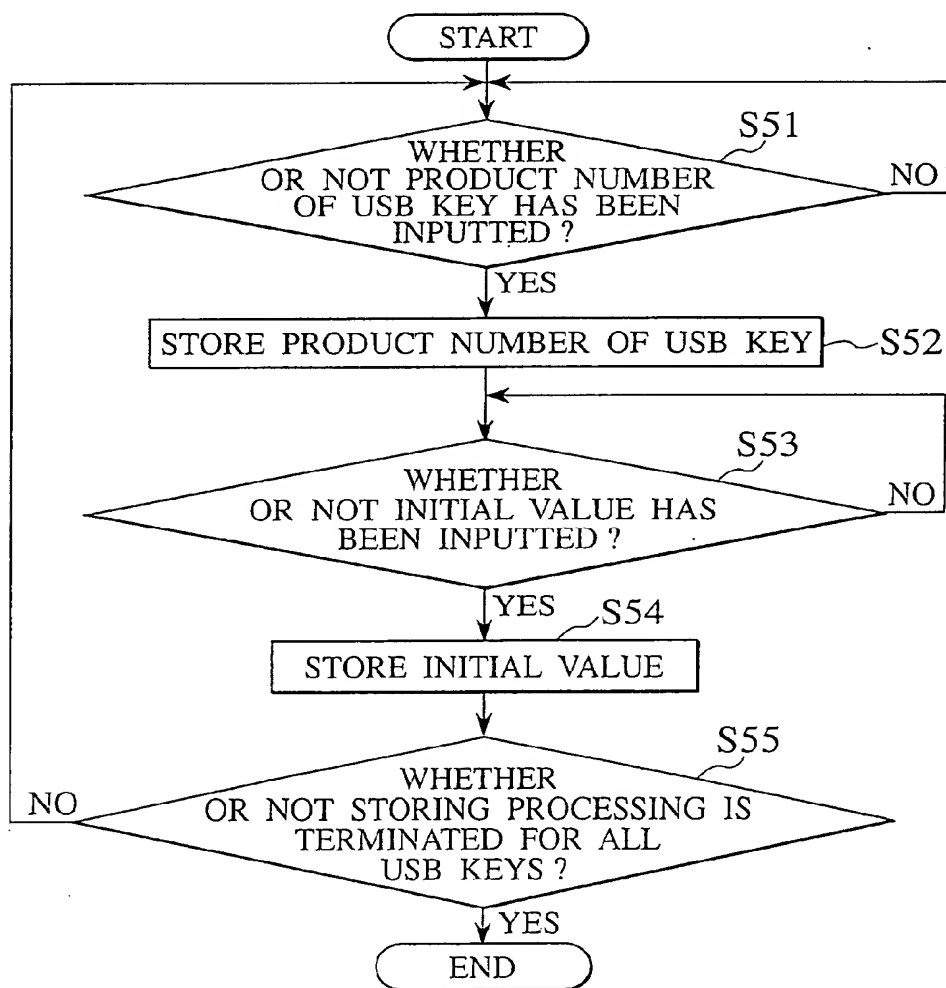 START
S51
WHETHER
OR NOT PRODUCT NUMBER
OF USB KEY HAS BEEN
INPUTTED ?
NO
YES
STORE PRODUCT NUMBER OF USB KEY
S52
S53
WHETHER
OR NOT INITIAL VALUE HAS
BEEN INPUTTED ?
NO
YES
S54
STORE INITIAL VALUE
S55
WHETHER
OR NOT STORING PROCESSING IS
TERMINATED FOR ALL
USB KEYS ?
NO
YES
END